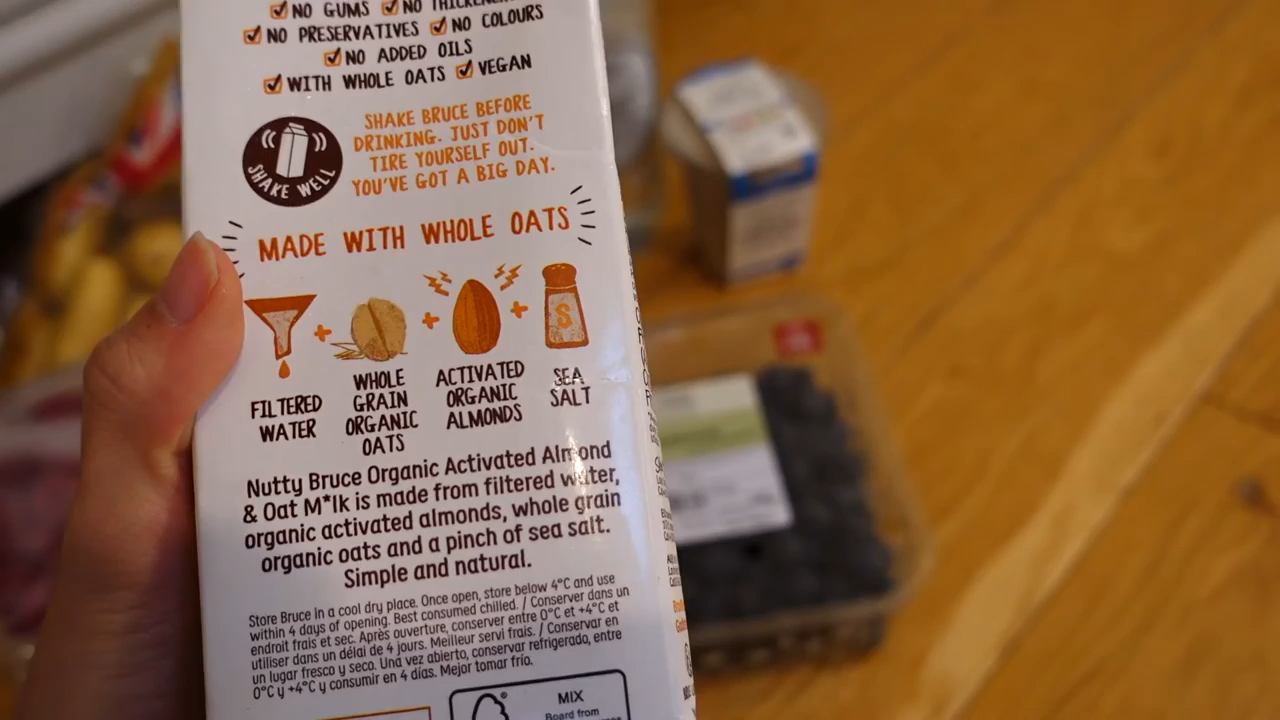 NO GUMS NO THICKENERS
NO PRESERVATIVES NO COLOURS
NO ADDED OILS
WITH WHOLE OATS VEGAN
SHAKE WELL
SHAKE BRUCE BEFORE
DRINKING. JUST DON'T
TIRE YOURSELF OUT.
YOU'VE GOT A BIG DAY.
MADE WITH WHOLE OATS
S
FILTERED
WATER
WHOLE
GRAIN
ORGANIC
OATS
ACTIVATED
ORGANIC
ALMONDS
SEA
SALT
Nutty Bruce Organic Activated Almond
& Oat M*lk is made from filtered water,
organic activated almonds, whole grain
organic oats and a pinch of sea salt.
Simple and natural.
Store Bruce in a cool dry place. Once open, store below 4°C and use
within 4 days of opening. Best consumed chilled. / Conserver dans un
endroit frais et sec. Après ouverture, conserver entre 0°C et +4°C et
utiliser dans un délai de 4 jours. Meilleur servi frais. / Conservar en
un lugar fresco y seco. Una vez abierto, conservar refrigerado, entre
0°C y +4°C y consumir en 4 días. Mejor tomar frío.
MIX
Board from